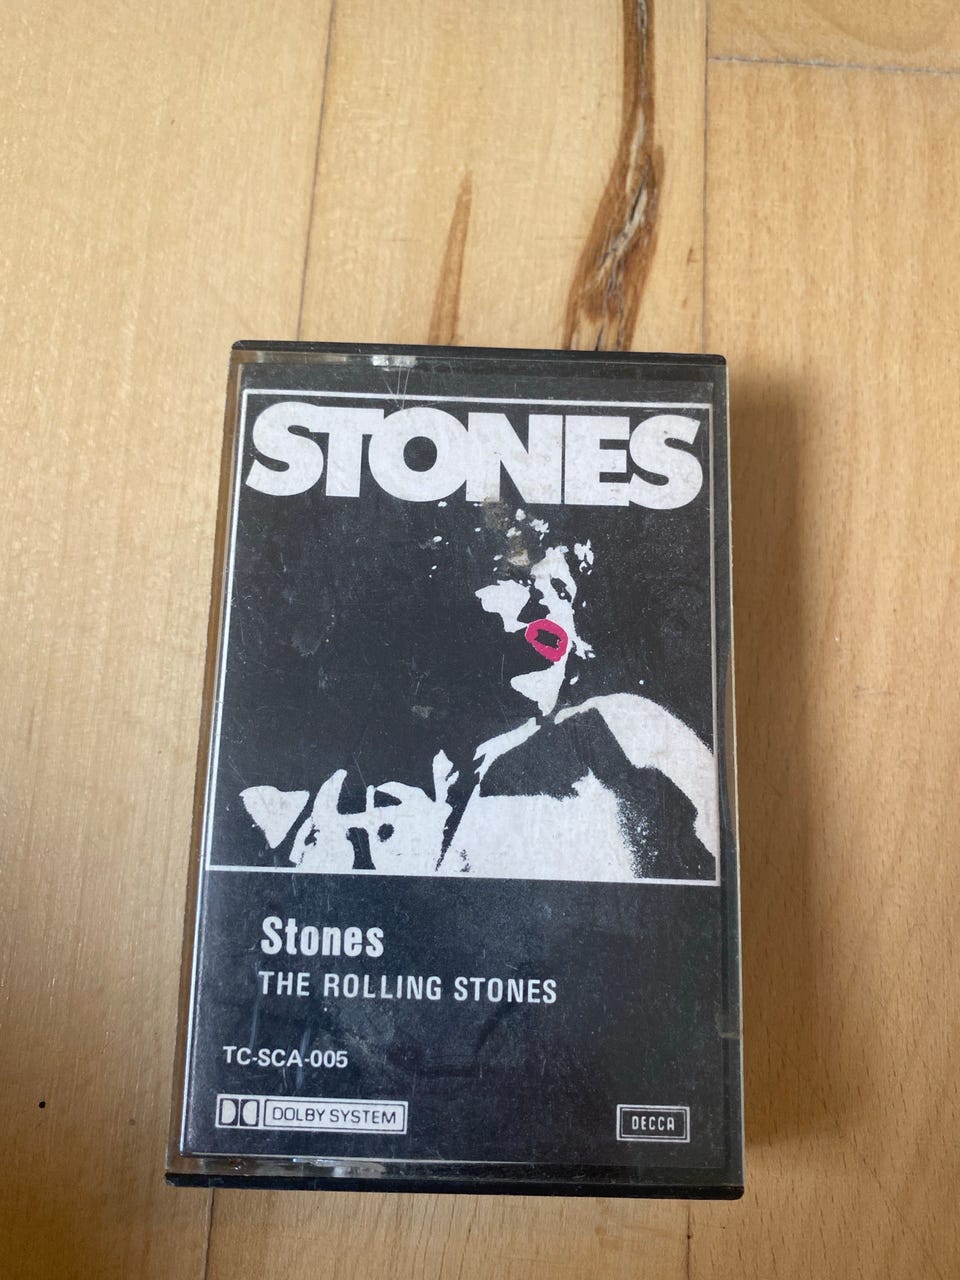 STONES
Stones
THE ROLLING STONES
TC-SCA-005
DOLBY SYSTEM
DECCA